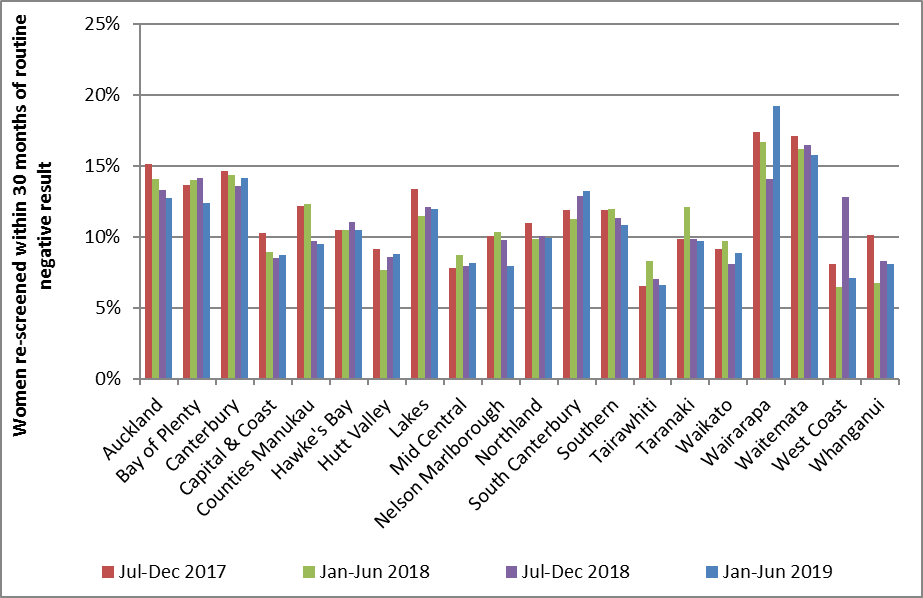 Women re-screened within 30 months of routine
negative result
25%
20%
15%
10%
5%
0%
Auckland
Bay of Plenty
Canterbury
Capital & Coast
Counties Manukau
Hawke's Bay
Hutt Valley
Lakes
Mid Central
Nelson Marlborough
Northland
South Canterbury
Southern
Tairawhiti
Taranaki
Waikato
Wairarapa
Waitemata
West Coast
Whanganui
Jul-Dec 2017
Jan-Jun 2018
Jul-Dec 2018
Jan-Jun 2019